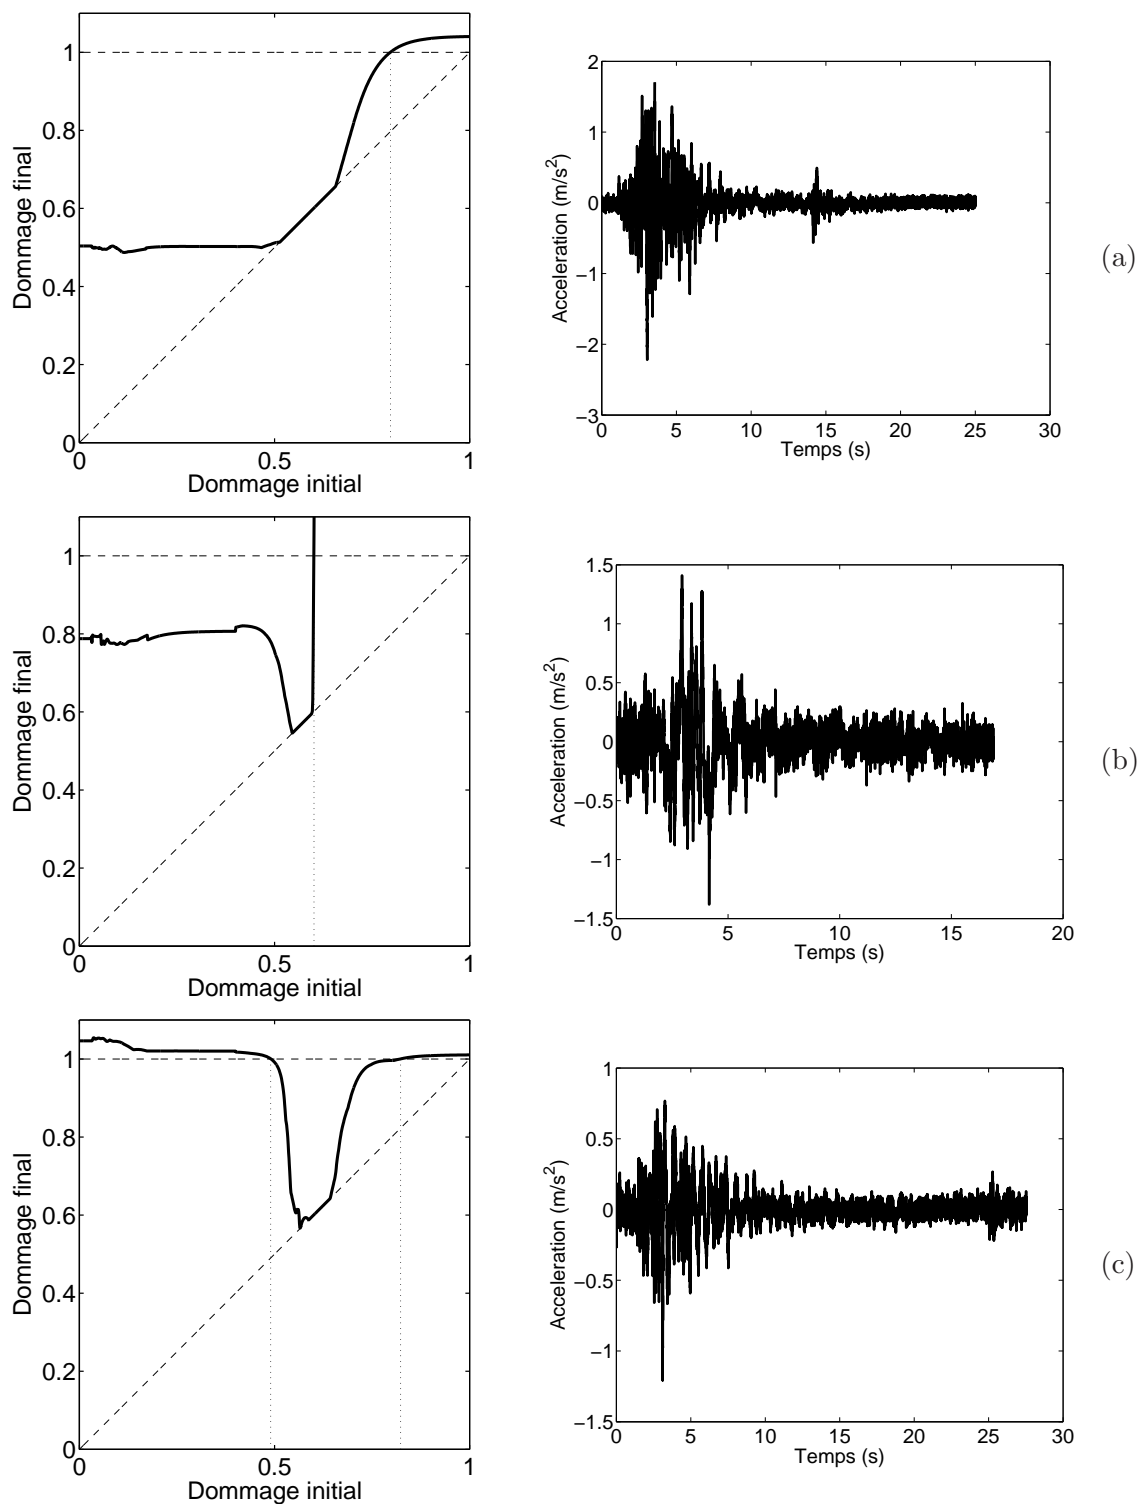 1
0.8
0.6
0.4
0.2
0
0 0.5 1
Dommage final
Dommage initial
2
1
0
−1
−2
−3
0 5 10 15 20 25 30
Acceleration (m/s2)
Temps (s)
(a)
1
0.8
0.6
0.4
0.2
0
0 0.5 1
Dommage final
Dommage initial
1.5
1
0.5
0
−0.5
−1
−1.5
0 5 10 15 20
Acceleration (m/s2)
Temps (s)
(b)
1
0.8
0.6
0.4
0.2
0
0 0.5 1
Dommage final
Dommage initial
1
0.5
0
−0.5
−1
−1.5
0 5 10 15 20 25 30
Acceleration (m/s2)
Temps (s)
(c)